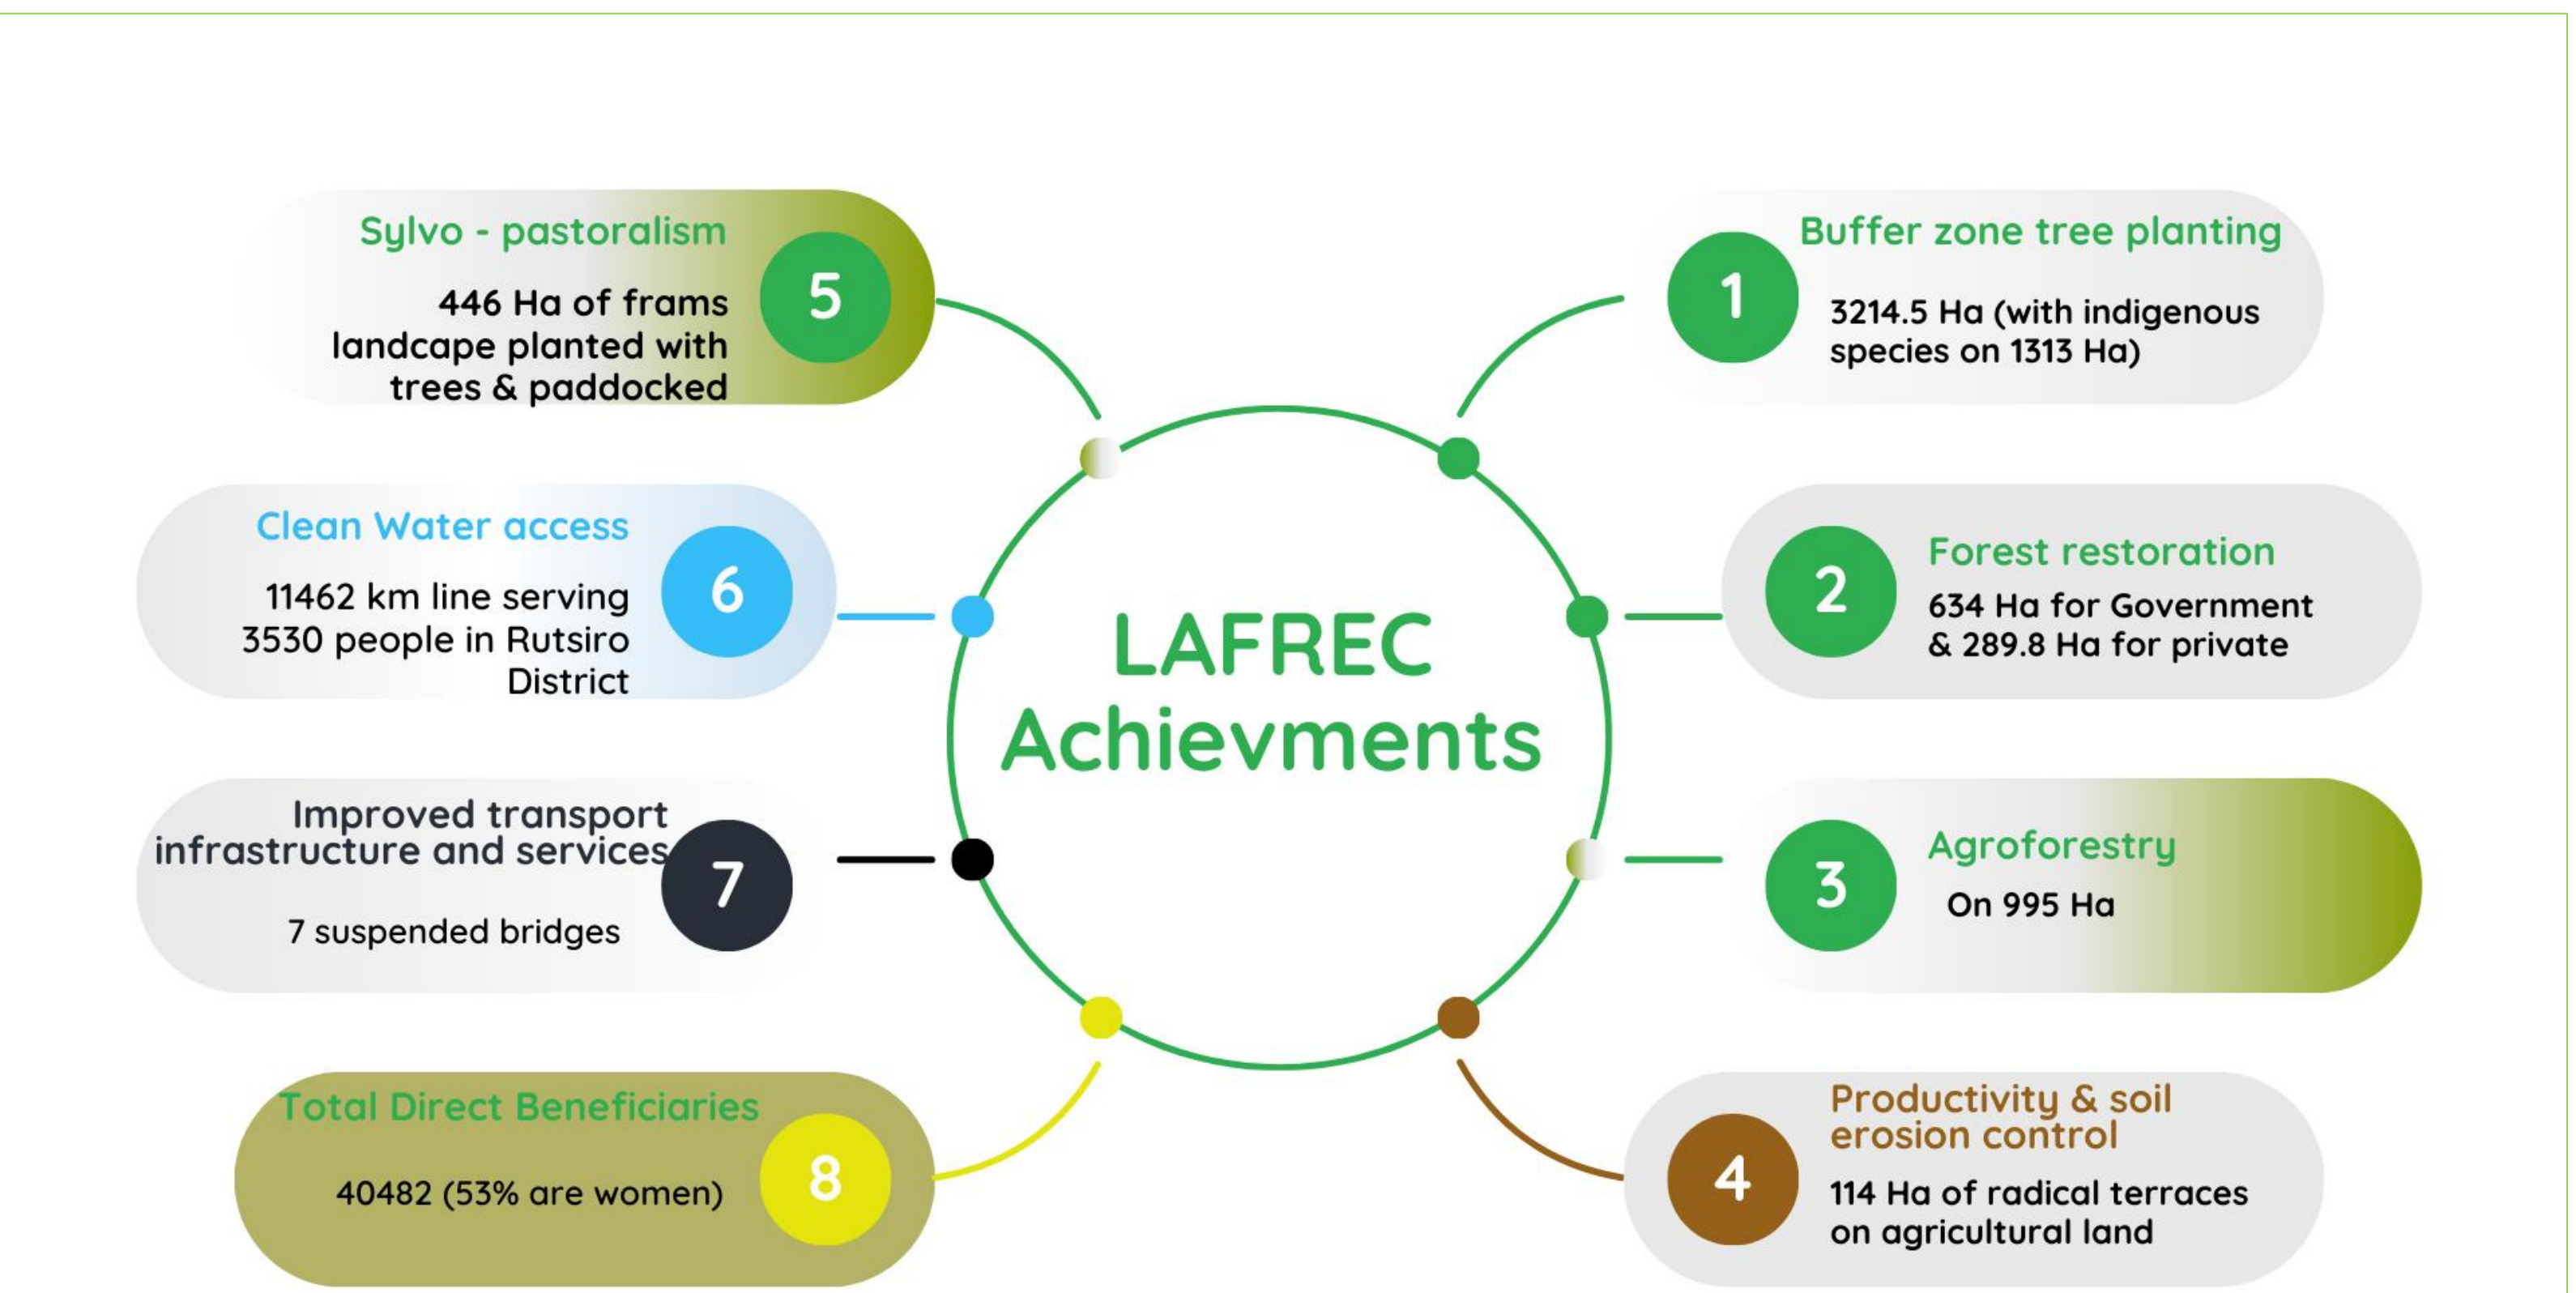 LAFREC
Achievments
1
Buffer zone tree planting
3214.5 Ha (with indigenous
species on 1313 Ha)
2
Forest restoration
634 Ha for Government
& 289.8 Ha for private
3
Agroforestry
On 995 Ha
4
Productivity & soil
erosion control
114 Ha of radical terraces
on agricultural land
5
Sylvo - pastoralism
446 Ha of frams
landcape planted with
trees & paddocked
6
Clean Water access
11462 km line serving
3530 people in Rutsiro
District
7
Improved transport
infrastructure and services
7 suspended bridges
8
Total Direct Beneficiaries
40482 (53% are women)